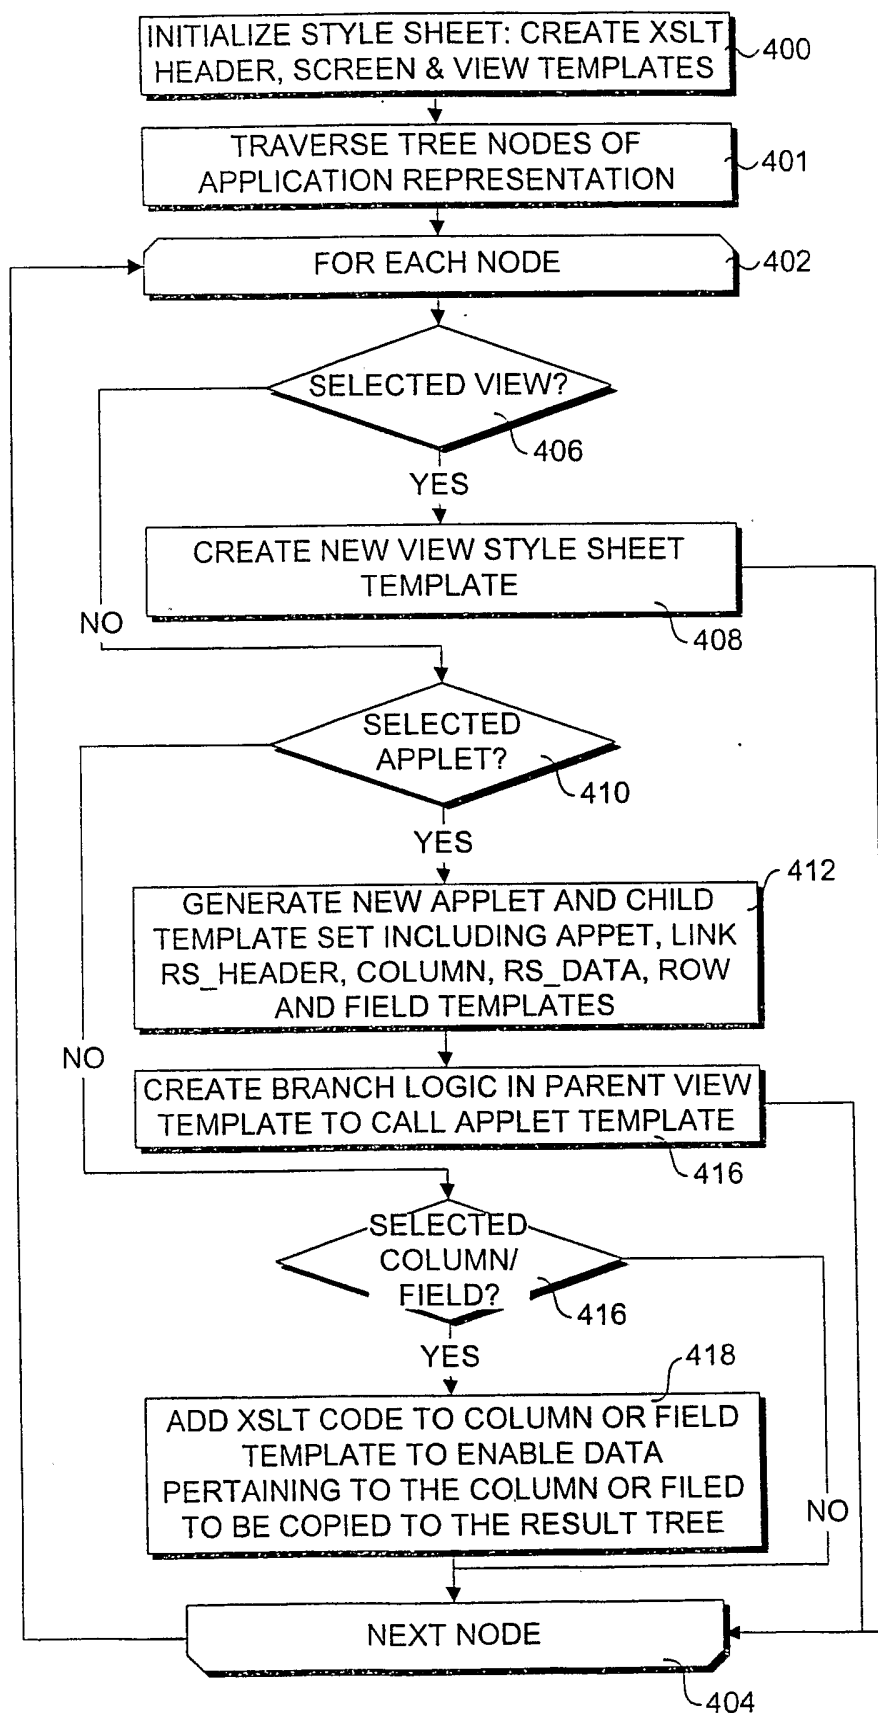 INITIALIZE STYLE SHEET: CREATE XSLT
HEADER, SCREEN & VIEW TEMPLATES
400
TRAVERSE TREE NODES OF
APPLICATION REPRESENTATION
401
FOR EACH NODE
402
SELECTED VIEW?
406
YES
CREATE NEW VIEW STYLE SHEET
TEMPLATE
408
NO
SELECTED
APPLET?
410
YES
412
GENERATE NEW APPLET AND CHILD
TEMPLATE SET INCLUDING APPET, LINK
RS_HEADER, COLUMN, RS_DATA, ROW
AND FIELD TEMPLATES
NO
CREATE BRANCH LOGIC IN PARENT VIEW
TEMPLATE TO CALL APPLET TEMPLATE
416
SELECTED
COLUMN/
FIELD?
416
YES
418
ADD XSLT CODE TO COLUMN OR FIELD
TEMPLATE TO ENABLE DATA
PERTAINING TO THE COLUMN OR FILED
TO BE COPIED TO THE RESULT TREE
NO
NEXT NODE
404